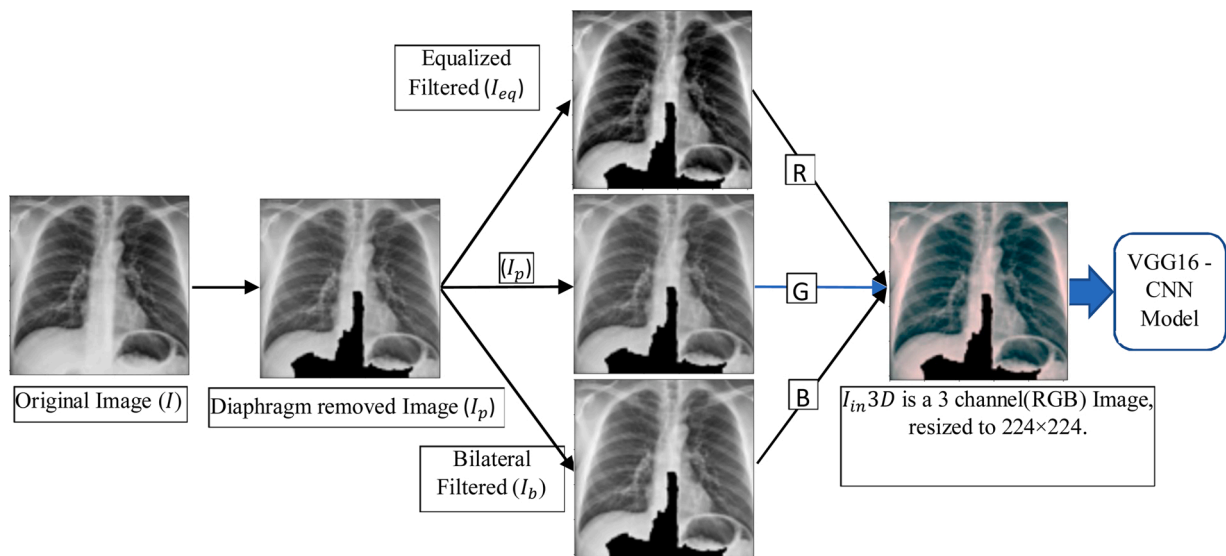 Equalized
Filtered (I_eq)
R
(I_p)
G
VGG16 -
CNN
Model
Original Image (I)
Diaphragm removed Image (I_p)
B
I_in3D is a 3 channel(RGB) Image,
resized to 224×224.
Bilateral
Filtered (I_b)